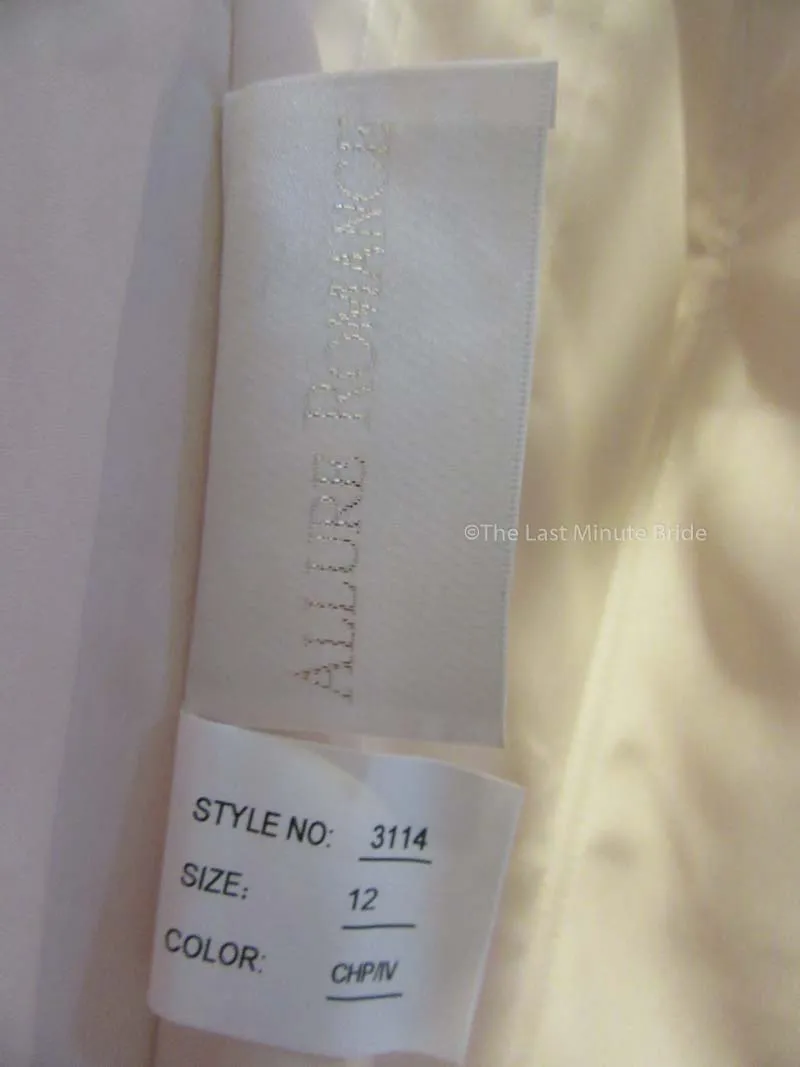 ALLURE ROMANCE
©The Last Minute Bride
STYLE NO: 3114
SIZE: 12
COLOR: CHP/IV